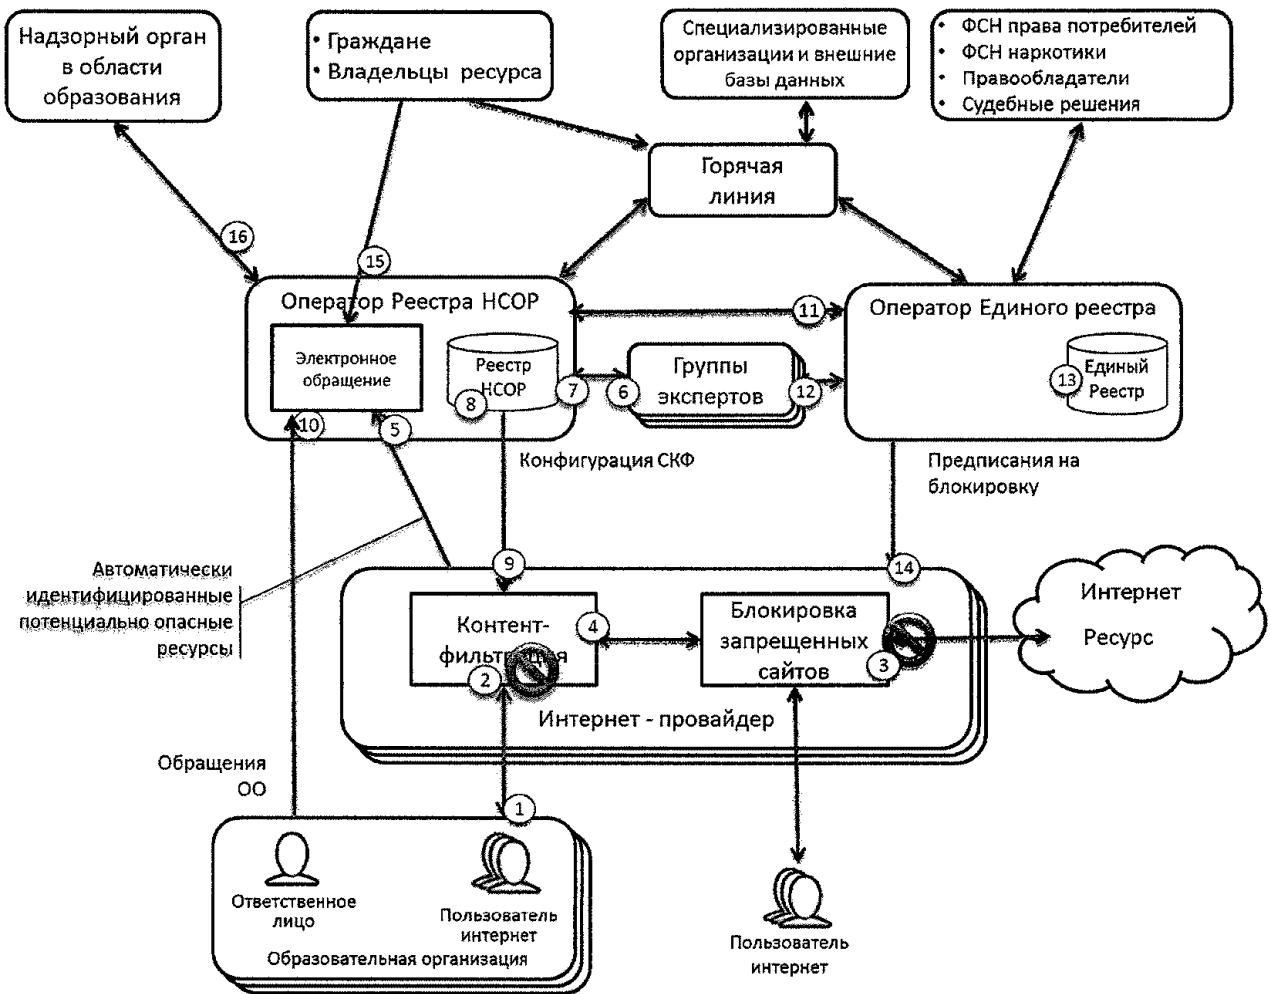 Надзорный орган
в области
образования
• Граждане
• Владельцы ресурса
Специализированные
организации и внешние
базы данных
• ФСН права потребителей
• ФСН наркотики
• Правообладатели
• Судебные решения
Горячая
линия
16
15
Оператор Реестра НСОР
11
Оператор Единого реестра
Электронное
обращение
Реестр
НСОР
8
7
6
Группы
экспертов
12
13
Единый
Реестр
10
5
Конфигурация СКФ
Предписания на
блокировку
Автоматически
идентифицированные
потенциально опасные
ресурсы
9
14
Контент-
фильтрация
4
2
Блокировка
запрещенных
сайтов
3
Интернет
Ресурс
Интернет - провайдер
Обращения
ОО
1
Ответственное
лицо
Пользователь
интернет
Образовательная организация
Пользователь
интернет